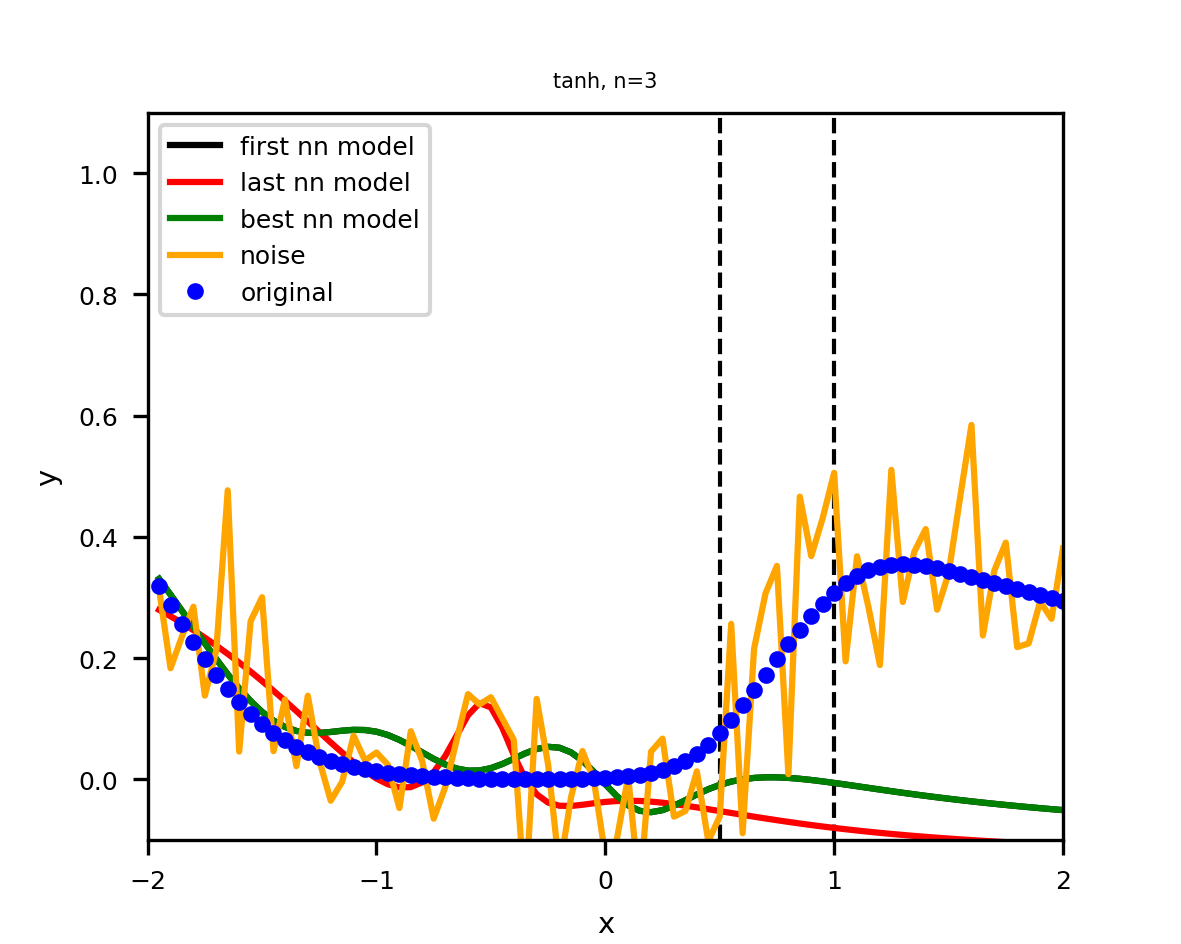 tanh, n=3
first nn model
last nn model
best nn model
noise
original
1.0
0.8
0.6
0.4
0.2
0.0
y
−2
−1
0
1
2
x